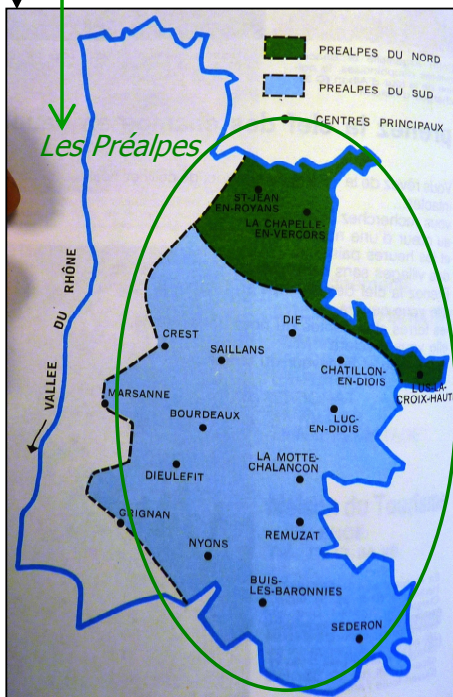 PREALPES DU NORD
PREALPES DU SUD
CENTRES PRINCIPAUX
Les Préalpes
ST-JEAN
EN-ROYANS
LA CHAPELLE-
EN-VERCORS
VALLEE DU RHÔNE
DIE
CREST
SAILLANS
CHATILLON-
EN-DIOIS
LUS-LA-
CROIX-HAUTE
MARSANNE
BOURDEAUX
LUC-
EN-DIOIS
LA MOTTE-
CHALANCON
DIEULEFIT
GRIGNAN
REMUZAT
NYONS
BUIS-
LES-BARONNIES
SEDERON